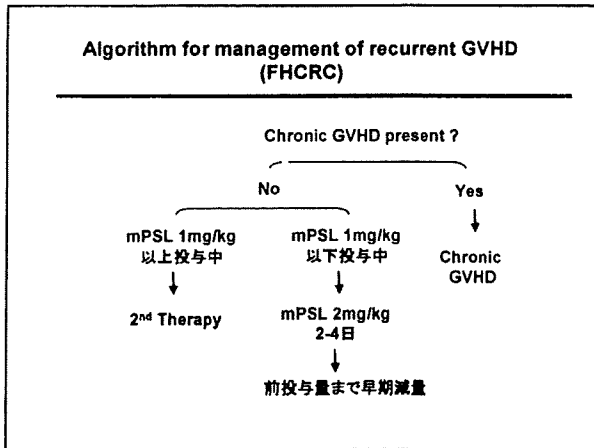 Algorithm for management of recurrent GVHD
(FHCRC)
Chronic GVHD present ?
No
Yes
mPSL 1mg/kg
以上投与中
mPSL 1mg/kg
以下投与中
Chronic
GVHD
2nd Therapy
mPSL 2mg/kg
2-4日
前投与量まで早期減量